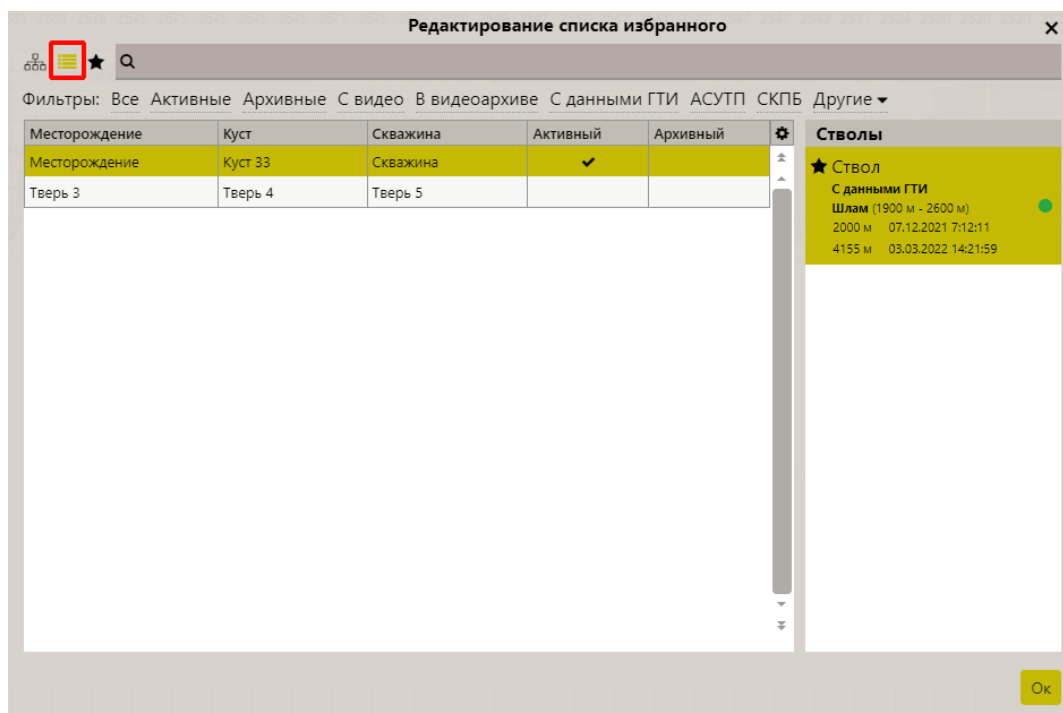 Редактирование списка избранного
Фильтры: Все Активные Архивные С видео В видеоархиве С данными ГТИ АСУТП СКПБ Другие
Месторождение Куст Скважина Активный Архивный
Месторождение Куст 33 Скважина
Тверь 3 Тверь 4 Тверь 5
Стволы
Ствол
С данными ГТИ
Шлам (1900 м - 2600 м)
2000 м 07.12.2021 7:12:11
4155 м 03.03.2022 14:21:59
Ок